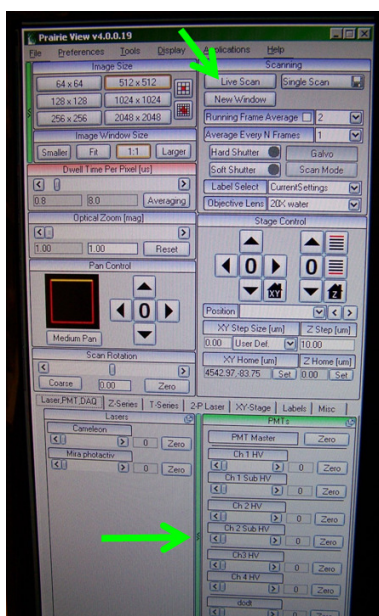 Prairie View v4.0.0.19
File Preferences Tools Display Applications Help
Image Size
64 x 64 512 x 512
128 x 128 1024 x 1024
256 x 256 2048 x 2048
Image Window Size
Smaller Fit 1:1 Larger
Dwell Time Per Pixel [us]
0.8 8.0 Averaging
Optical Zoom [mag]
1.00 1.00 Reset
Pan Control
0
Medium Pan
Scan Rotation
Coarse 0.00 Zero
Scanning
Live Scan Single Scan
New Window
Running Frame Average 2
Average Every N Frames 1
Hard Shutter Galvo
Soft Shutter Scan Mode
Label Select CurrentSettings
Objective Lens 20X water
Stage Control
0 0
XY Z
Position
XY Step Size [um] Z Step [um]
0.00 User Def. 10.00
XY Home [um] Z Home [um]
4542.97,-83.75 Set 0.00 Set
Laser,PMT,DAQ Z-Series T-Series 2-P Laser XY-Stage Labels Misc
Lasers
Cameleon
0 Zero
Mira photactiv
0 Zero
PMTs
PMT Master Zero
Ch 1 HV
0 Zero
Ch 1 Sub HV
0 Zero
Ch 2 HV
0 Zero
Ch 2 Sub HV
0 Zero
Ch3 HV
0 Zero
Ch 4 HV
0 Zero
dodt
0 Zero